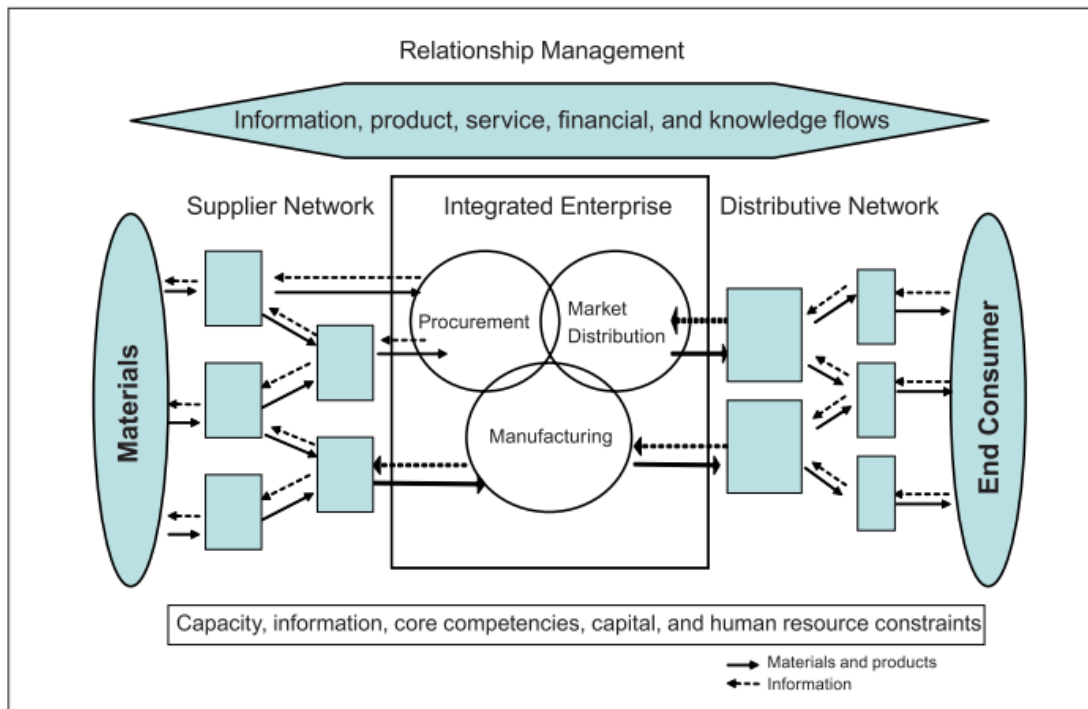 Relationship Management
Information, product, service, financial, and knowledge flows
Supplier Network
Integrated Enterprise
Distributive Network
Materials
Procurement
Market
Distribution
Manufacturing
End Consumer
Capacity, information, core competencies, capital, and human resource constraints
Materials and products
Information